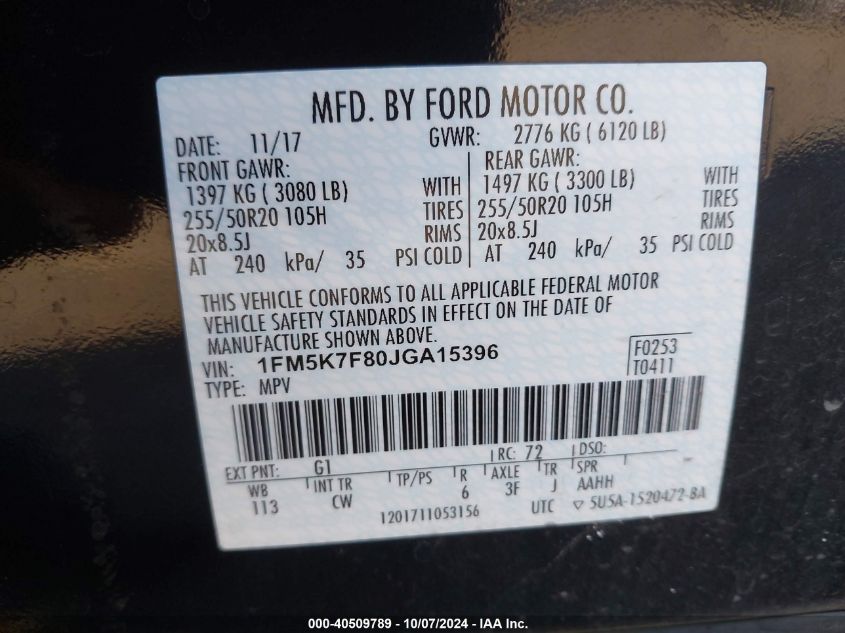 MFD. BY FORD MOTOR CO.
DATE: 11/17 GVWR: 2776 KG ( 6120 LB)
FRONT GAWR: REAR GAWR:
1397 KG ( 3080 LB) WITH 1497 KG ( 3300 LB) WITH
255/50R20 105H TIRES 255/50R20 105H TIRES
20x8.5J RIMS 20x8.5J RIMS
AT 240 kPa/ 35 PSI COLD AT 240 kPa/ 35 PSI COLD
THIS VEHICLE CONFORMS TO ALL APPLICABLE FEDERAL MOTOR
VEHICLE SAFETY STANDARDS IN EFFECT ON THE DATE OF
MANUFACTURE SHOWN ABOVE.
VIN: 1FM5K7F80JGA15396 F0253
TYPE: MPV T0411
EXT PNT: G1 RC: 72 DSO:
WB INT TR TP/PS R AXLE TR SPR
113 CW 6 3F J AAHH
1201711053156 UTC ▽ 5U5A-1520472-BA
000-40509789 - 10/07/2024 - IAA Inc.